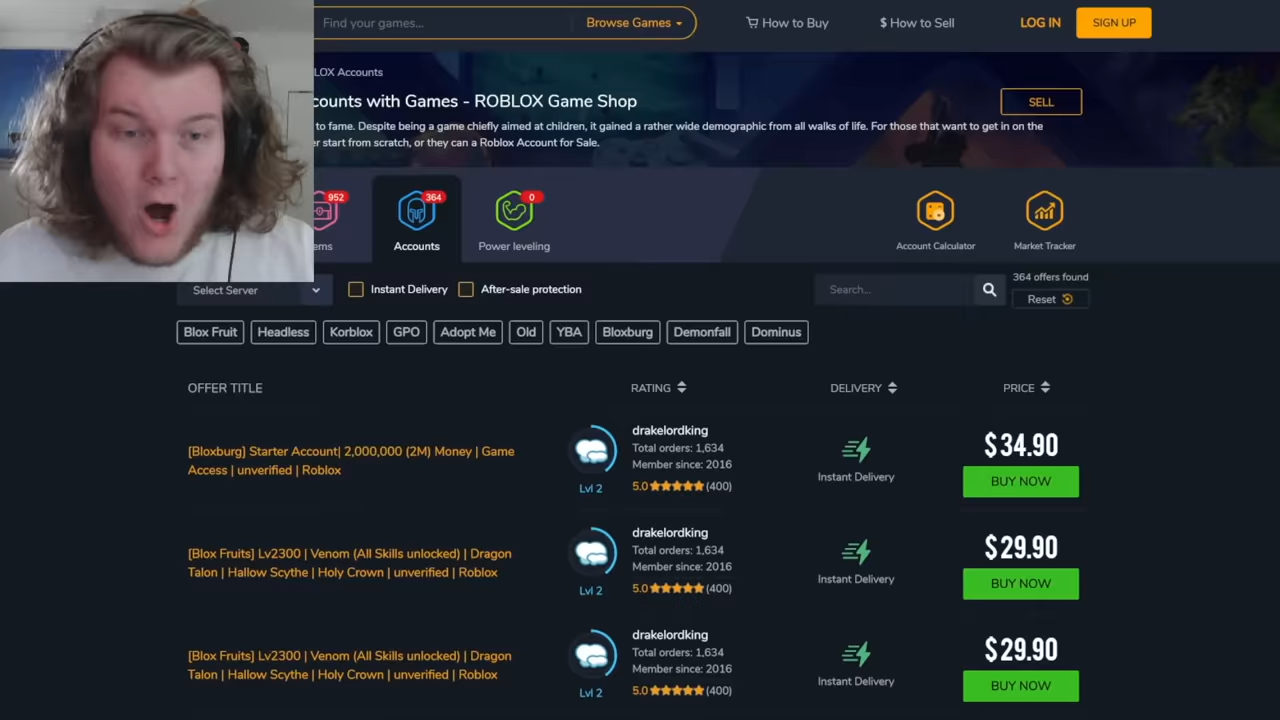 Find your games...
Browse Games
How to Buy
$ How to Sell
LOG IN
SIGN UP
LOX Accounts
counts with Games - ROBLOX Game Shop
SELL
to fame. Despite being a game chiefly aimed at children, it gained a rather wide demographic from all walks of life. For those that want to get in on the
r start from scratch, or they can a Roblox Account for Sale.
952
364
0
ems
Accounts
Power leveling
Account Calculator
Market Tracker
Select Server
Instant Delivery
After-sale protection
Search...
364 offers found
Reset
Blox Fruit
Headless
Korblox
GPO
Adopt Me
Old
YBA
Bloxburg
Demonfall
Dominus
OFFER TITLE
RATING
DELIVERY
PRICE
[Bloxburg] Starter Account| 2,000,000 (2M) Money | Game
Access | unverified | Roblox
Lvl 2
drakelordking
Total orders: 1,634
Member since: 2016
5.0 ★★★★★ (400)
Instant Delivery
$34.90
BUY NOW
[Blox Fruits] Lv2300 | Venom (All Skills unlocked) | Dragon
Talon | Hallow Scythe | Holy Crown | unverified | Roblox
Lvl 2
drakelordking
Total orders: 1,634
Member since: 2016
5.0 ★★★★★ (400)
Instant Delivery
$29.90
BUY NOW
[Blox Fruits] Lv2300 | Venom (All Skills unlocked) | Dragon
Talon | Hallow Scythe | Holy Crown | unverified | Roblox
Lvl 2
drakelordking
Total orders: 1,634
Member since: 2016
5.0 ★★★★★ (400)
Instant Delivery
$29.90
BUY NOW